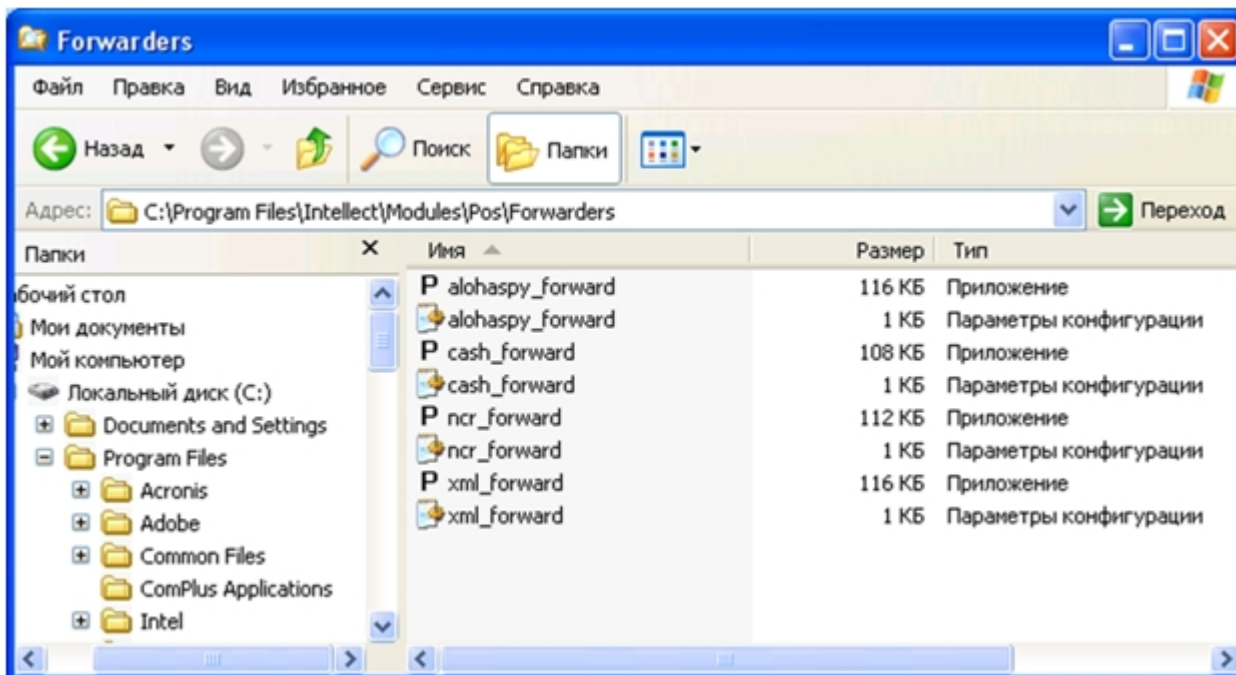 Forwarders
Файл Правка Вид Избранное Сервис Справка
Назад Поиск Папки
Адрес: C:\Program Files\Intellect\Modules\Pos\Forwarders Переход
Папки
бочий стол
Мои документы
Мой компьютер
Локальный диск (C:)
Documents and Settings
Program Files
Acronis
Adobe
Common Files
ComPlus Applications
Intel
Имя Размер Тип
P alohaspy_forward 116 КБ Приложение
alohaspy_forward 1 КБ Параметры конфигурации
P cash_forward 108 КБ Приложение
cash_forward 1 КБ Параметры конфигурации
P ncr_forward 112 КБ Приложение
ncr_forward 1 КБ Параметры конфигурации
P xml_forward 116 КБ Приложение
xml_forward 1 КБ Параметры конфигурации